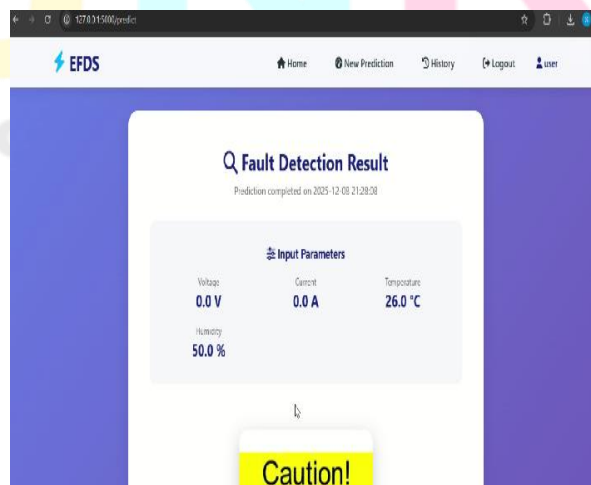 127.0.0.1:5000/predict
EFDS
Home New Prediction History Logout user
Fault Detection Result
Prediction completed on 2025-12-08 21:28:08
Input Parameters
Voltage Current Temperature
0.0 V 0.0 A 26.0 °C
Humidity
50.0 %
Caution!